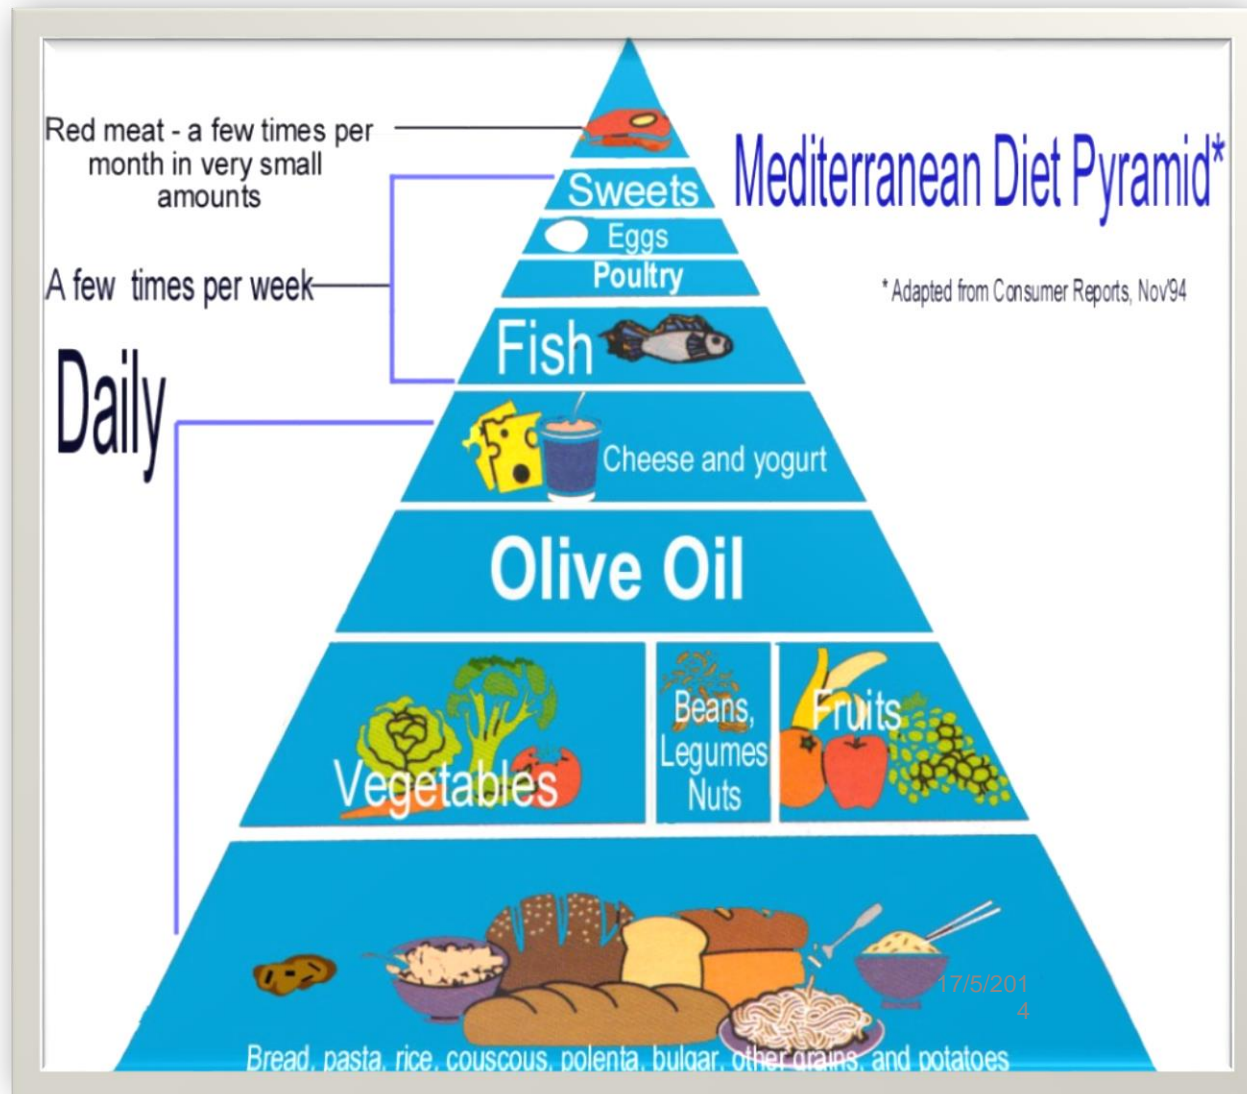 Red meat - a few times per
month in very small
amounts
Mediterranean Diet Pyramid*
Sweets
Eggs
A few times per week
Poultry
* Adapted from Consumer Reports, Nov'94
Fish
Daily
Cheese and yogurt
Olive Oil
Vegetables
Beans,
Legumes
Nuts
Fruits
17/5/201
4
Bread, pasta, rice, couscous, polenta, bulgar, other grains, and potatoes